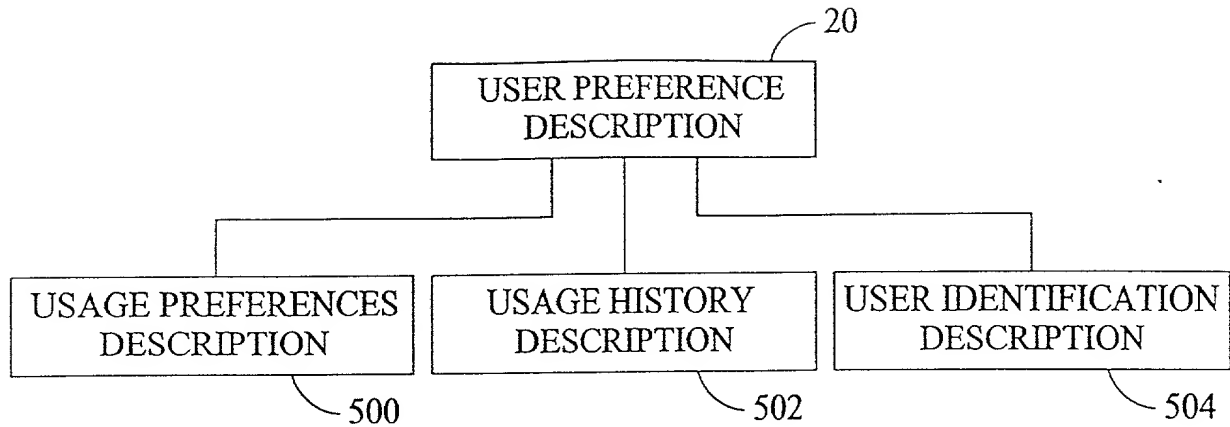 20
USER PREFERENCE
DESCRIPTION
USAGE PREFERENCES
DESCRIPTION
500
USAGE HISTORY
DESCRIPTION
502
USER IDENTIFICATION
DESCRIPTION
504